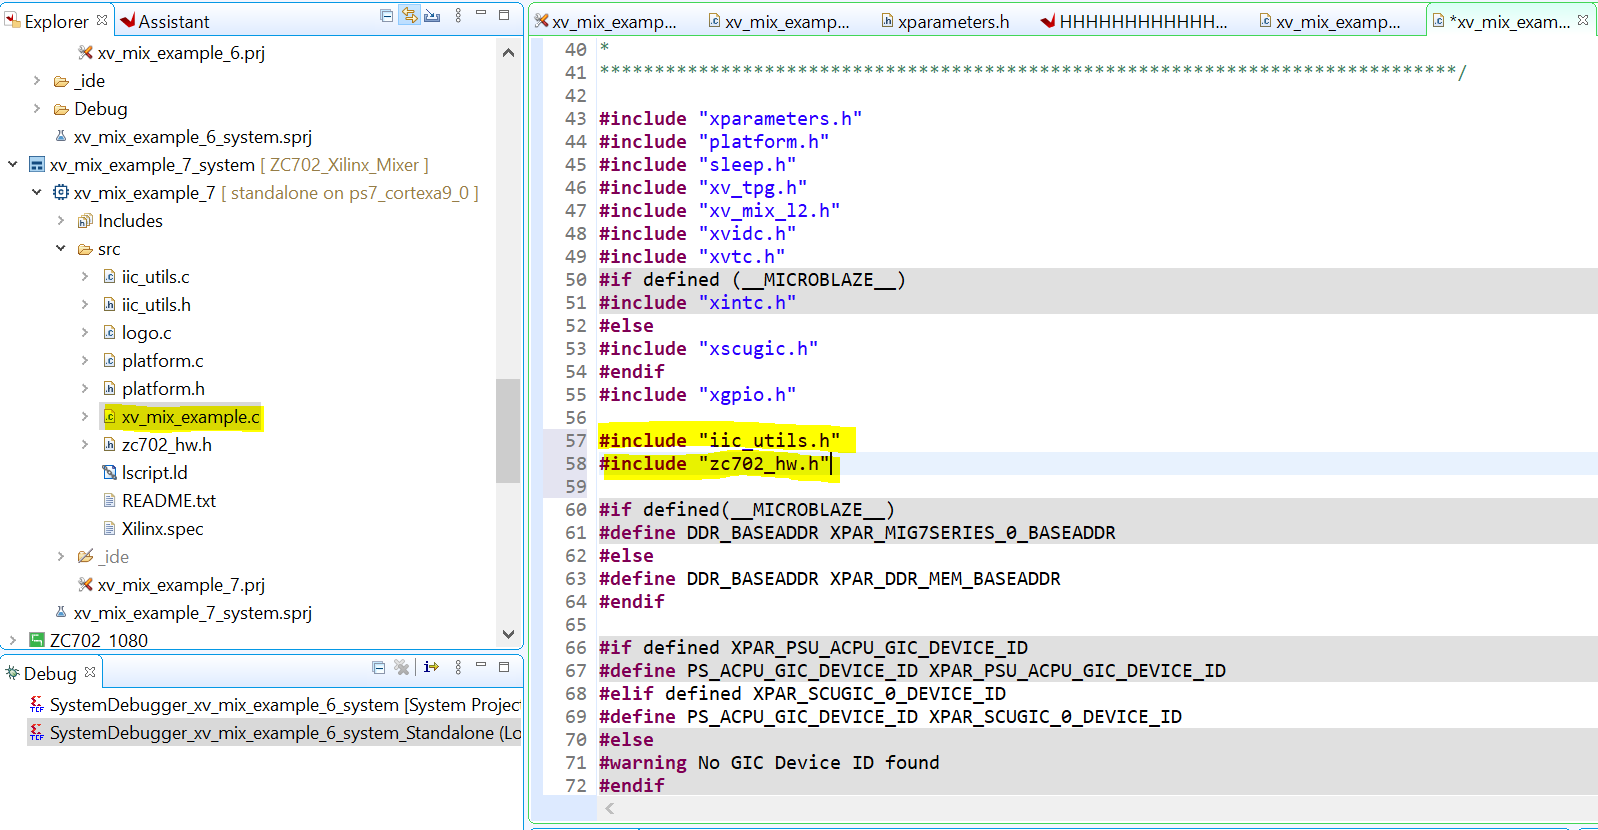 Explorer
Assistant
xv_mix_example_6.prj
_ide
Debug
xv_mix_example_6_system.sprj
xv_mix_example_7_system [ ZC702_Xilinx_Mixer ]
xv_mix_example_7 [ standalone on ps7_cortexa9_0 ]
Includes
src
iic_utils.c
iic_utils.h
logo.c
platform.c
platform.h
xv_mix_example.c
zc702_hw.h
lscript.ld
README.txt
Xilinx.spec
_ide
xv_mix_example_7.prj
xv_mix_example_7_system.sprj
ZC702_1080
Debug
SystemDebugger_xv_mix_example_6_system [System Projec
SystemDebugger_xv_mix_example_6_system_Standalone (Lo
xv_mix_examp...
xv_mix_examp...
xparameters.h
HHHHHHHHHHHH...
xv_mix_examp...
*xv_mix_exam...
40 *
41 ******************************************************************************/
42
43 #include "xparameters.h"
44 #include "platform.h"
45 #include "sleep.h"
46 #include "xv_tpg.h"
47 #include "xv_mix_l2.h"
48 #include "xvidc.h"
49 #include "xvtc.h"
50 #if defined (__MICROBLAZE__)
51 #include "xintc.h"
52 #else
53 #include "xscugic.h"
54 #endif
55 #include "xgpio.h"
56
57 #include "iic_utils.h"
58 #include "zc702_hw.h"
59
60 #if defined(__MICROBLAZE__)
61 #define DDR_BASEADDR XPAR_MIG7SERIES_0_BASEADDR
62 #else
63 #define DDR_BASEADDR XPAR_DDR_MEM_BASEADDR
64 #endif
65
66 #if defined XPAR_PSU_ACPU_GIC_DEVICE_ID
67 #define PS_ACPU_GIC_DEVICE_ID XPAR_PSU_ACPU_GIC_DEVICE_ID
68 #elif defined XPAR_SCUGIC_0_DEVICE_ID
69 #define PS_ACPU_GIC_DEVICE_ID XPAR_SCUGIC_0_DEVICE_ID
70 #else
71 #warning No GIC Device ID found
72 #endif